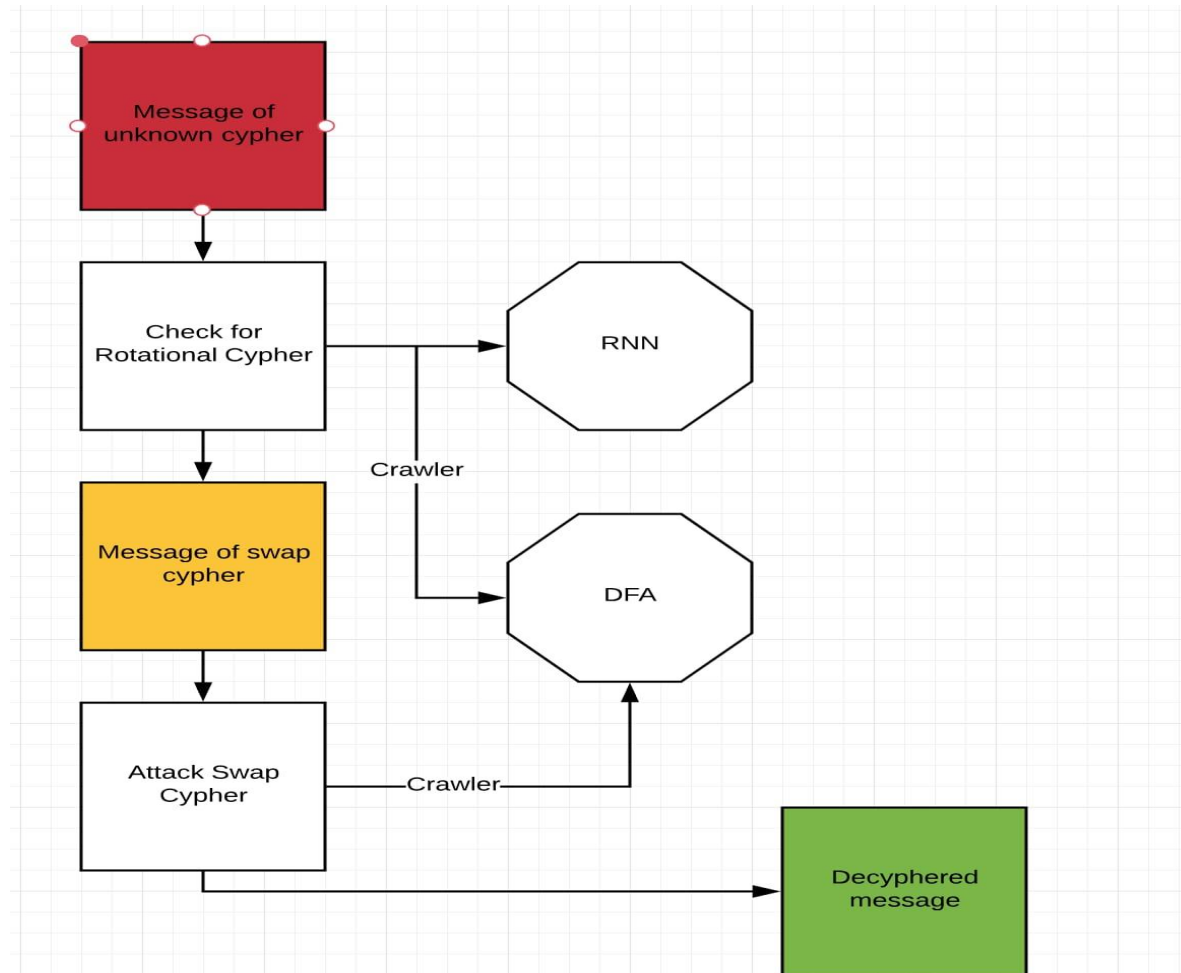 Message of
unknown cypher
Check for
Rotational Cypher
RNN
Crawler
Message of swap
cypher
DFA
Attack Swap
Cypher
Crawler
Decyphered
message